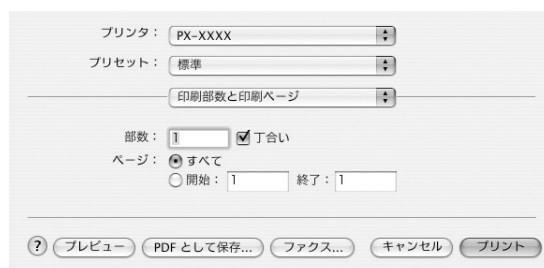 プリンタ： PX-XXXX
プリセット： 標準
印刷部数と印刷ページ
部数： 1 丁合い
ページ： すべて
開始： 1 終了： 1
? プレビュー PDF として保存... ファクス... キャンセル プリント